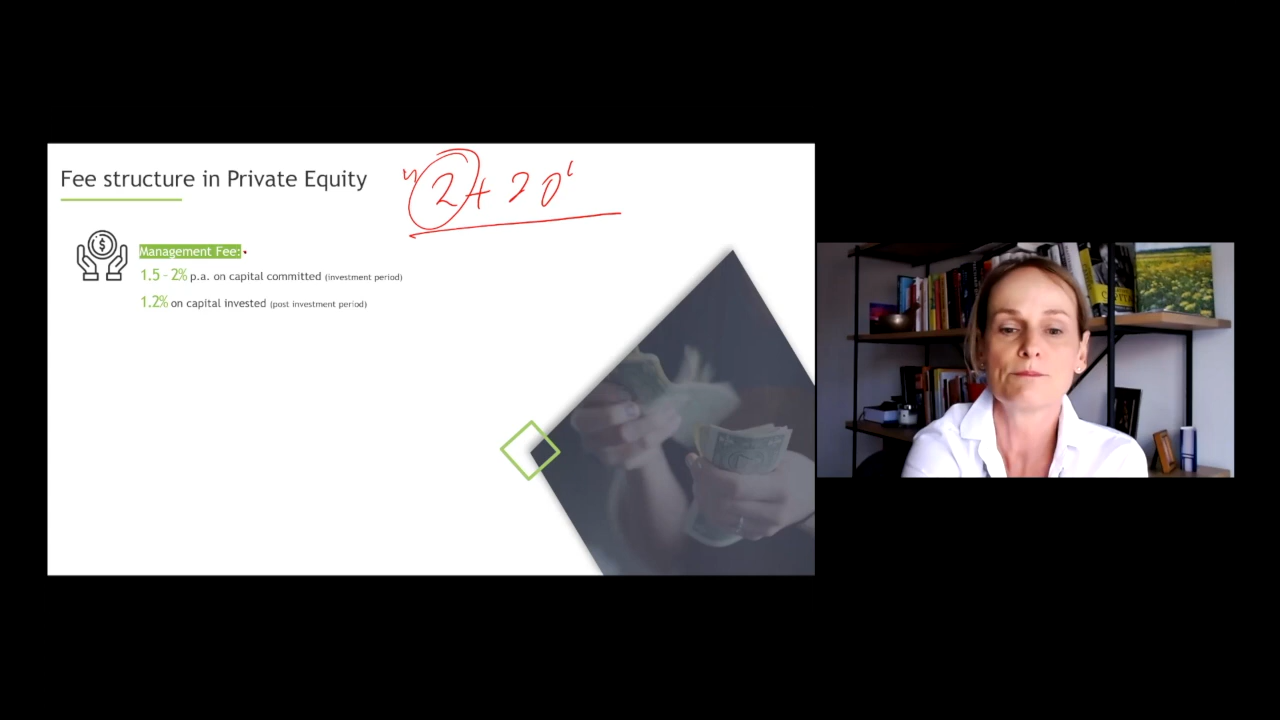 Fee structure in Private Equity
"2+20"
Management Fee:
1.5 - 2% p.a. on capital committed (investment period)
1.2% on capital invested (post investment period)